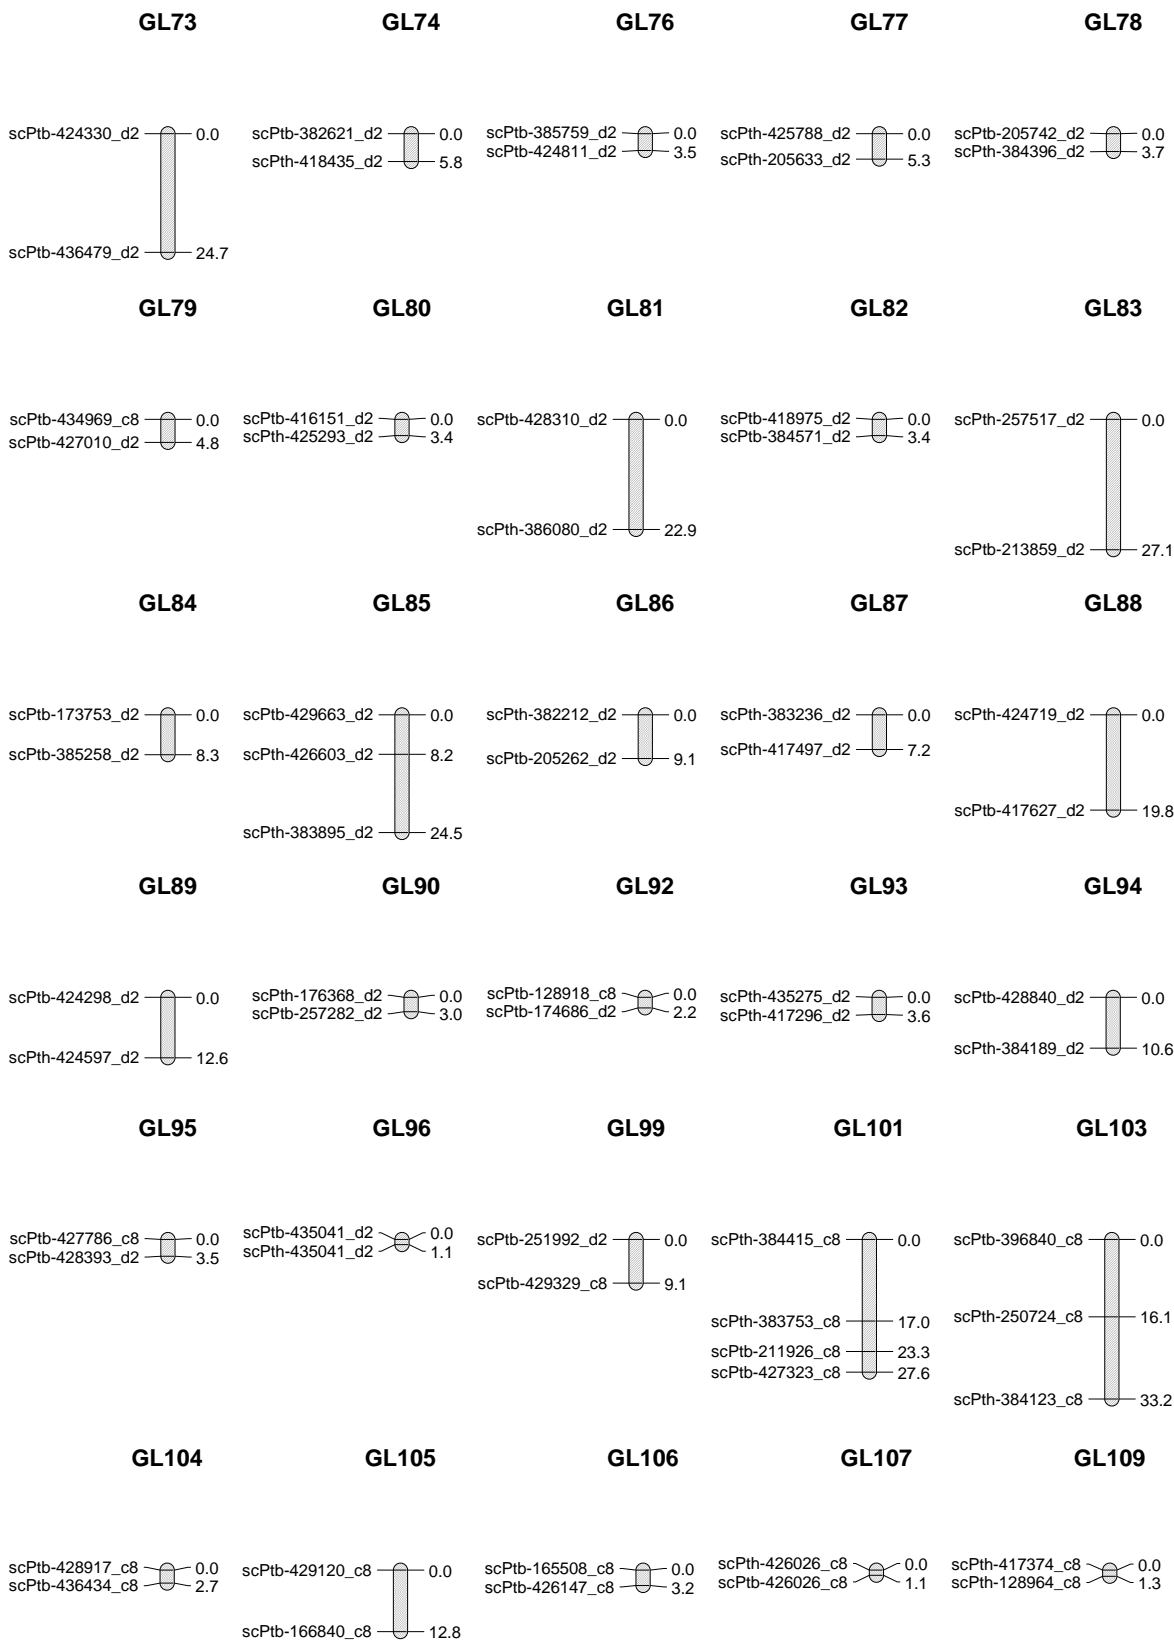 GL73 GL74 GL76 GL77 GL78
scPtb-424330_d2 0.0 scPtb-382621_d2 0.0 scPtb-385759_d2 0.0 scPth-425788_d2 0.0 scPtb-205742_d2 0.0
scPth-418435_d2 5.8 scPtb-424811_d2 3.5 scPth-205633_d2 5.3 scPth-384396_d2 3.7
scPtb-436479_d2 24.7
GL79 GL80 GL81 GL82 GL83
scPtb-434969_c8 0.0 scPtb-416151_d2 0.0 scPtb-428310_d2 0.0 scPtb-418975_d2 0.0 scPth-257517_d2 0.0
scPtb-427010_d2 4.8 scPth-425293_d2 3.4 scPtb-384571_d2 3.4
scPth-386080_d2 22.9
scPtb-213859_d2 27.1
GL84 GL85 GL86 GL87 GL88
scPtb-173753_d2 0.0 scPtb-429663_d2 0.0 scPth-382212_d2 0.0 scPth-383236_d2 0.0 scPth-424719_d2 0.0
scPtb-385258_d2 8.3 scPth-426603_d2 8.2 scPtb-205262_d2 9.1 scPth-417497_d2 7.2
scPth-383895_d2 24.5 scPtb-417627_d2 19.8
GL89 GL90 GL92 GL93 GL94
scPtb-424298_d2 0.0 scPth-176368_d2 0.0 scPtb-128918_c8 0.0 scPth-435275_d2 0.0 scPtb-428840_d2 0.0
scPtb-257282_d2 3.0 scPtb-174686_d2 2.2 scPth-417296_d2 3.6
scPth-424597_d2 12.6 scPth-384189_d2 10.6
GL95 GL96 GL99 GL101 GL103
scPtb-427786_c8 0.0 scPtb-435041_d2 0.0 scPtb-251992_d2 0.0 scPth-384415_c8 0.0 scPtb-396840_c8 0.0
scPtb-428393_d2 3.5 scPth-435041_d2 1.1
scPtb-429329_c8 9.1
scPth-383753_c8 17.0 scPth-250724_c8 16.1
scPtb-211926_c8 23.3
scPtb-427323_c8 27.6
scPth-384123_c8 33.2
GL104 GL105 GL106 GL107 GL109
scPtb-428917_c8 0.0 scPtb-429120_c8 0.0 scPtb-165508_c8 0.0 scPth-426026_c8 0.0 scPth-417374_c8 0.0
scPtb-436434_c8 2.7 scPtb-426147_c8 3.2 scPtb-426026_c8 1.1 scPth-128964_c8 1.3
scPtb-166840_c8 12.8